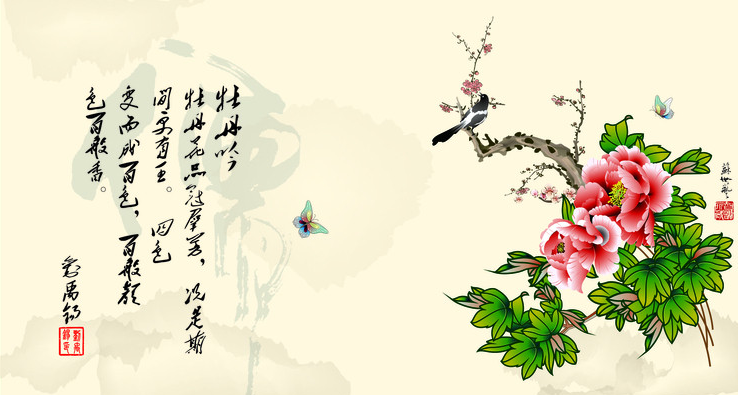 牡丹吟
牡丹花品冠群芳，况是期
间更有王。四色
变而成百色，百般颜
色百般香。
刘禹锡